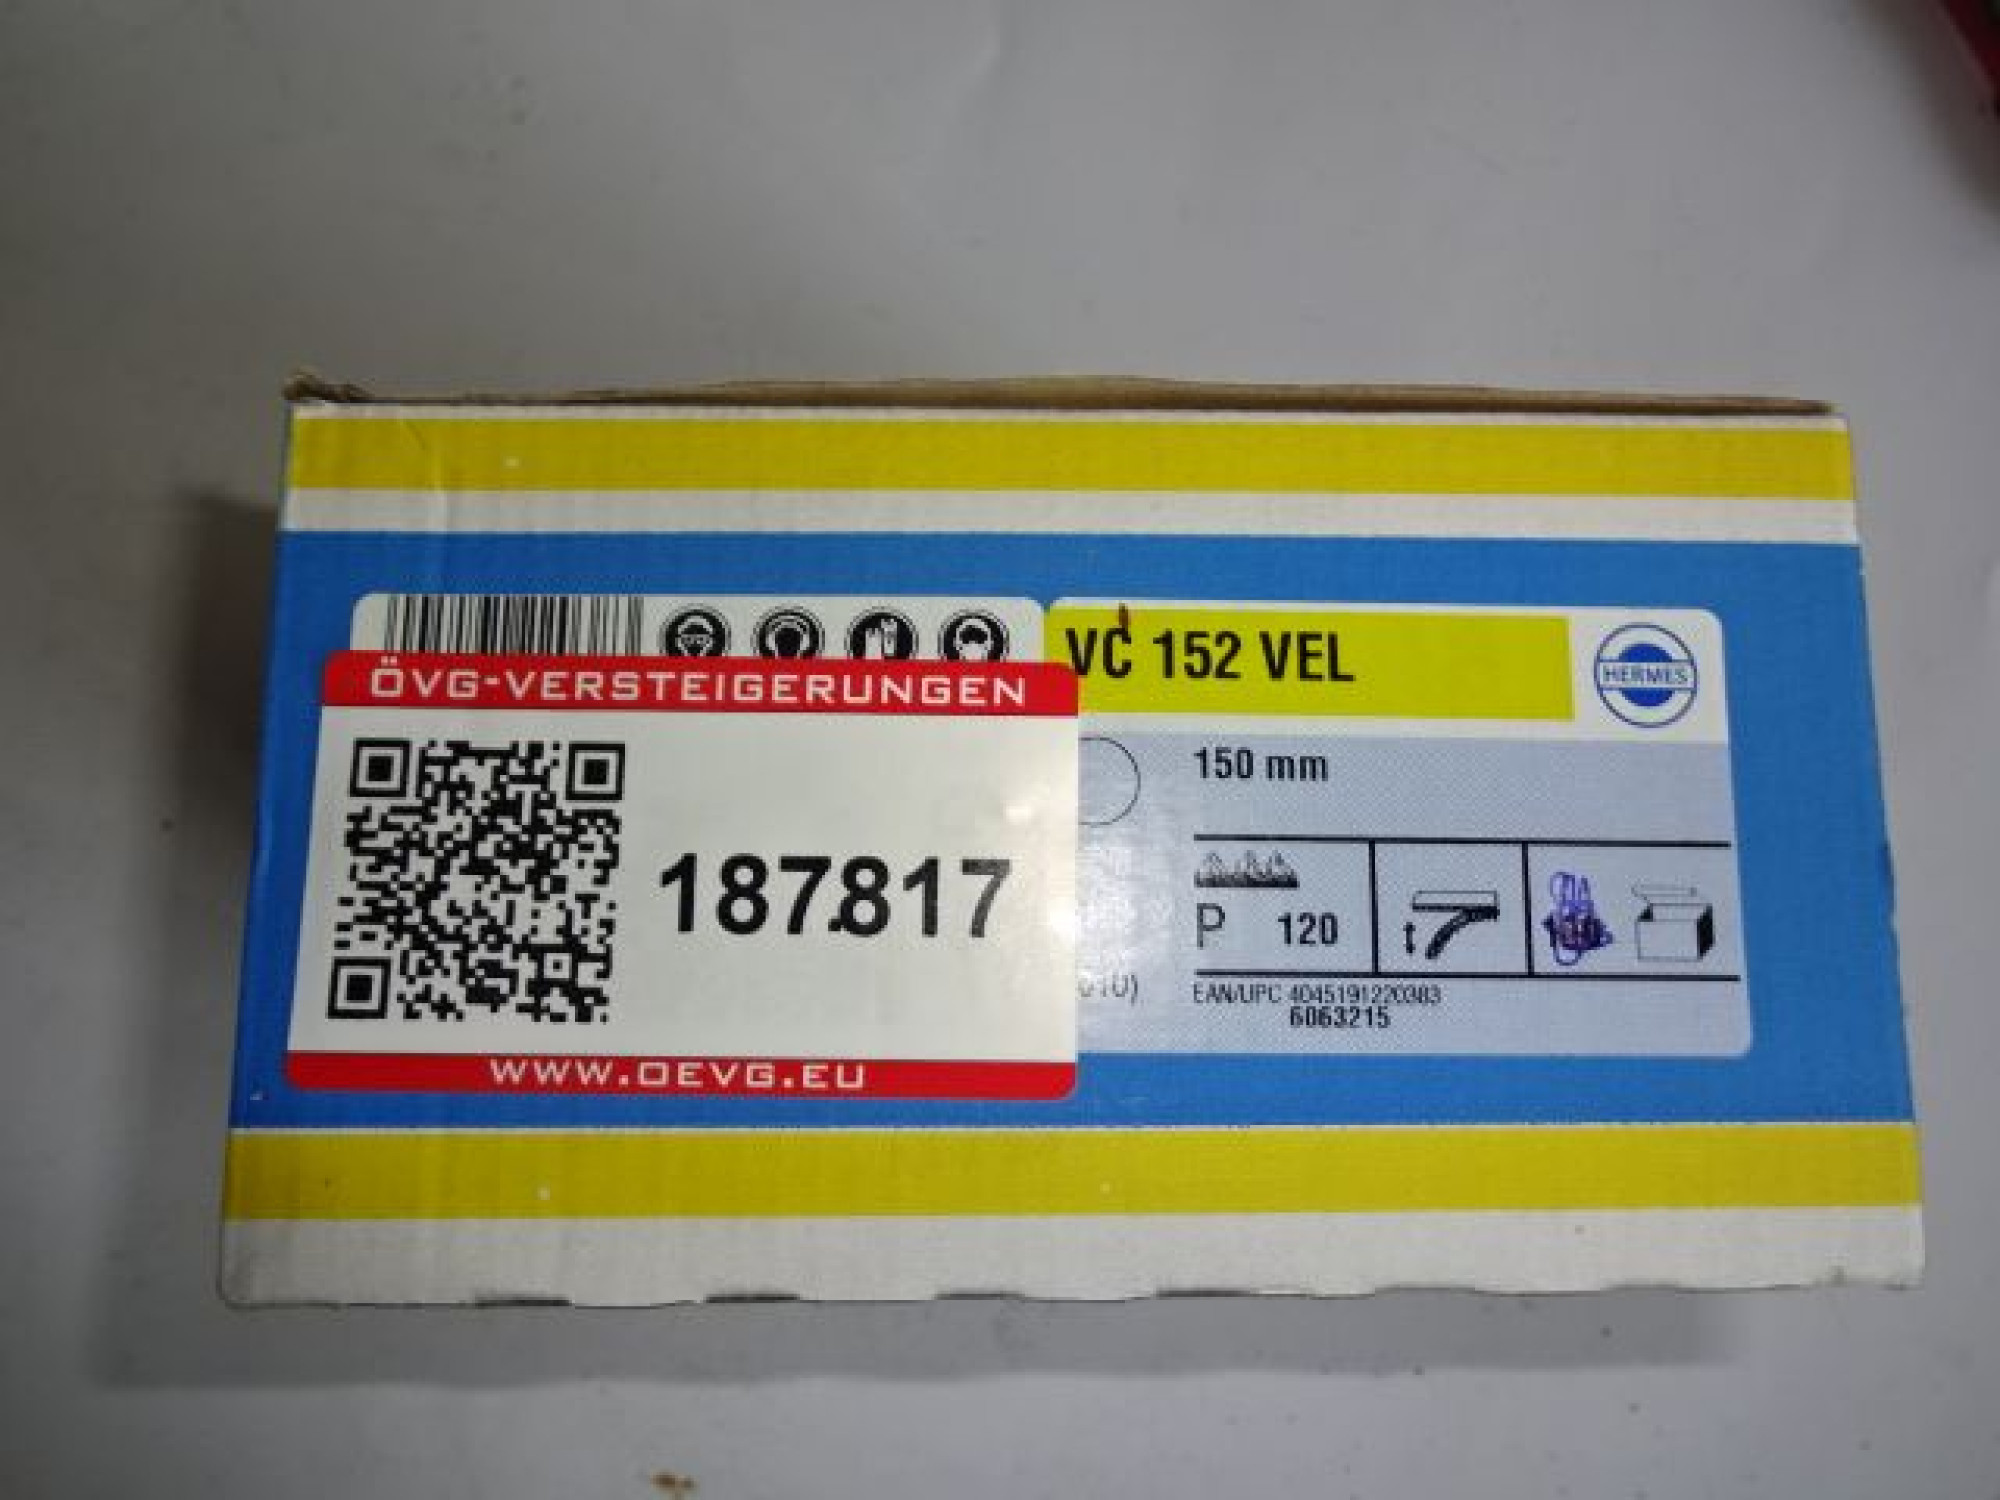 VC 152 VEL
HERMES
ÖVG-VERSTEIGERUNGEN
187.817
WWW.OEVG.EU
150 mm
P 120
EAN/UPC 4045191220383
6063215